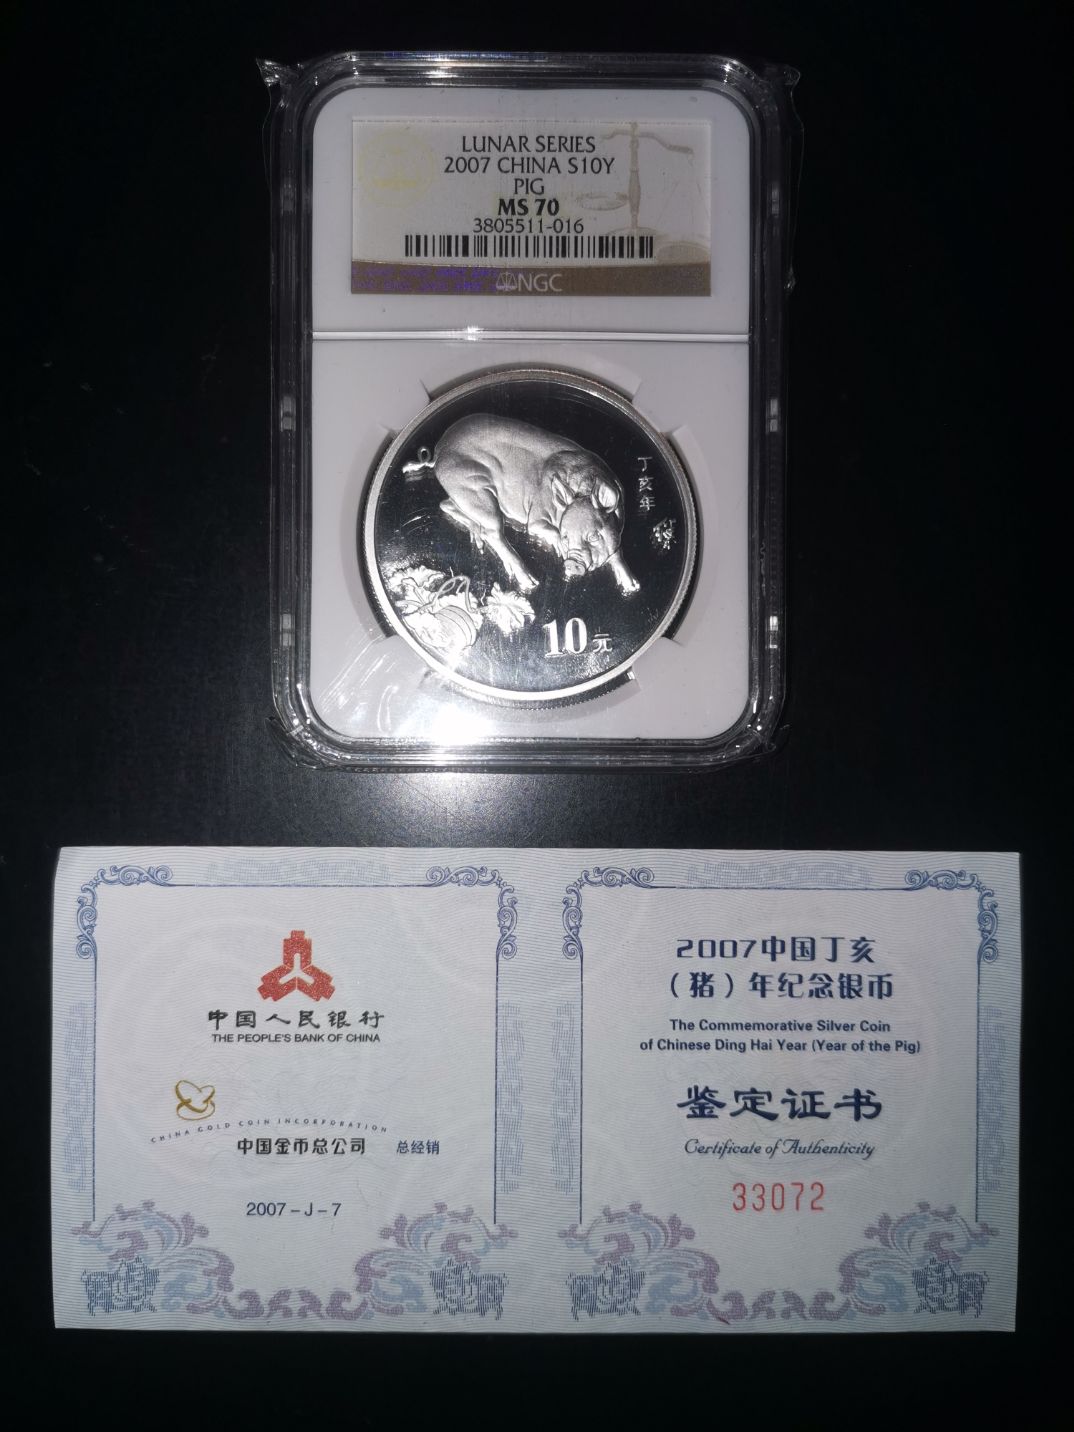 LUNAR SERIES
2007 CHINA S10Y
PIG
MS 70
3805511-016
NGC
丁亥年
10元
中国人民银行
THE PEOPLE'S BANK OF CHINA
CHINA GOLD COIN INCORPORATION
中国金币总公司 总经销
2007-J-7
2007中国丁亥
（猪）年纪念银币
The Commemorative Silver Coin
of Chinese Ding Hai Year (Year of the Pig)
鉴定证书
Certificate of Authenticity
33072